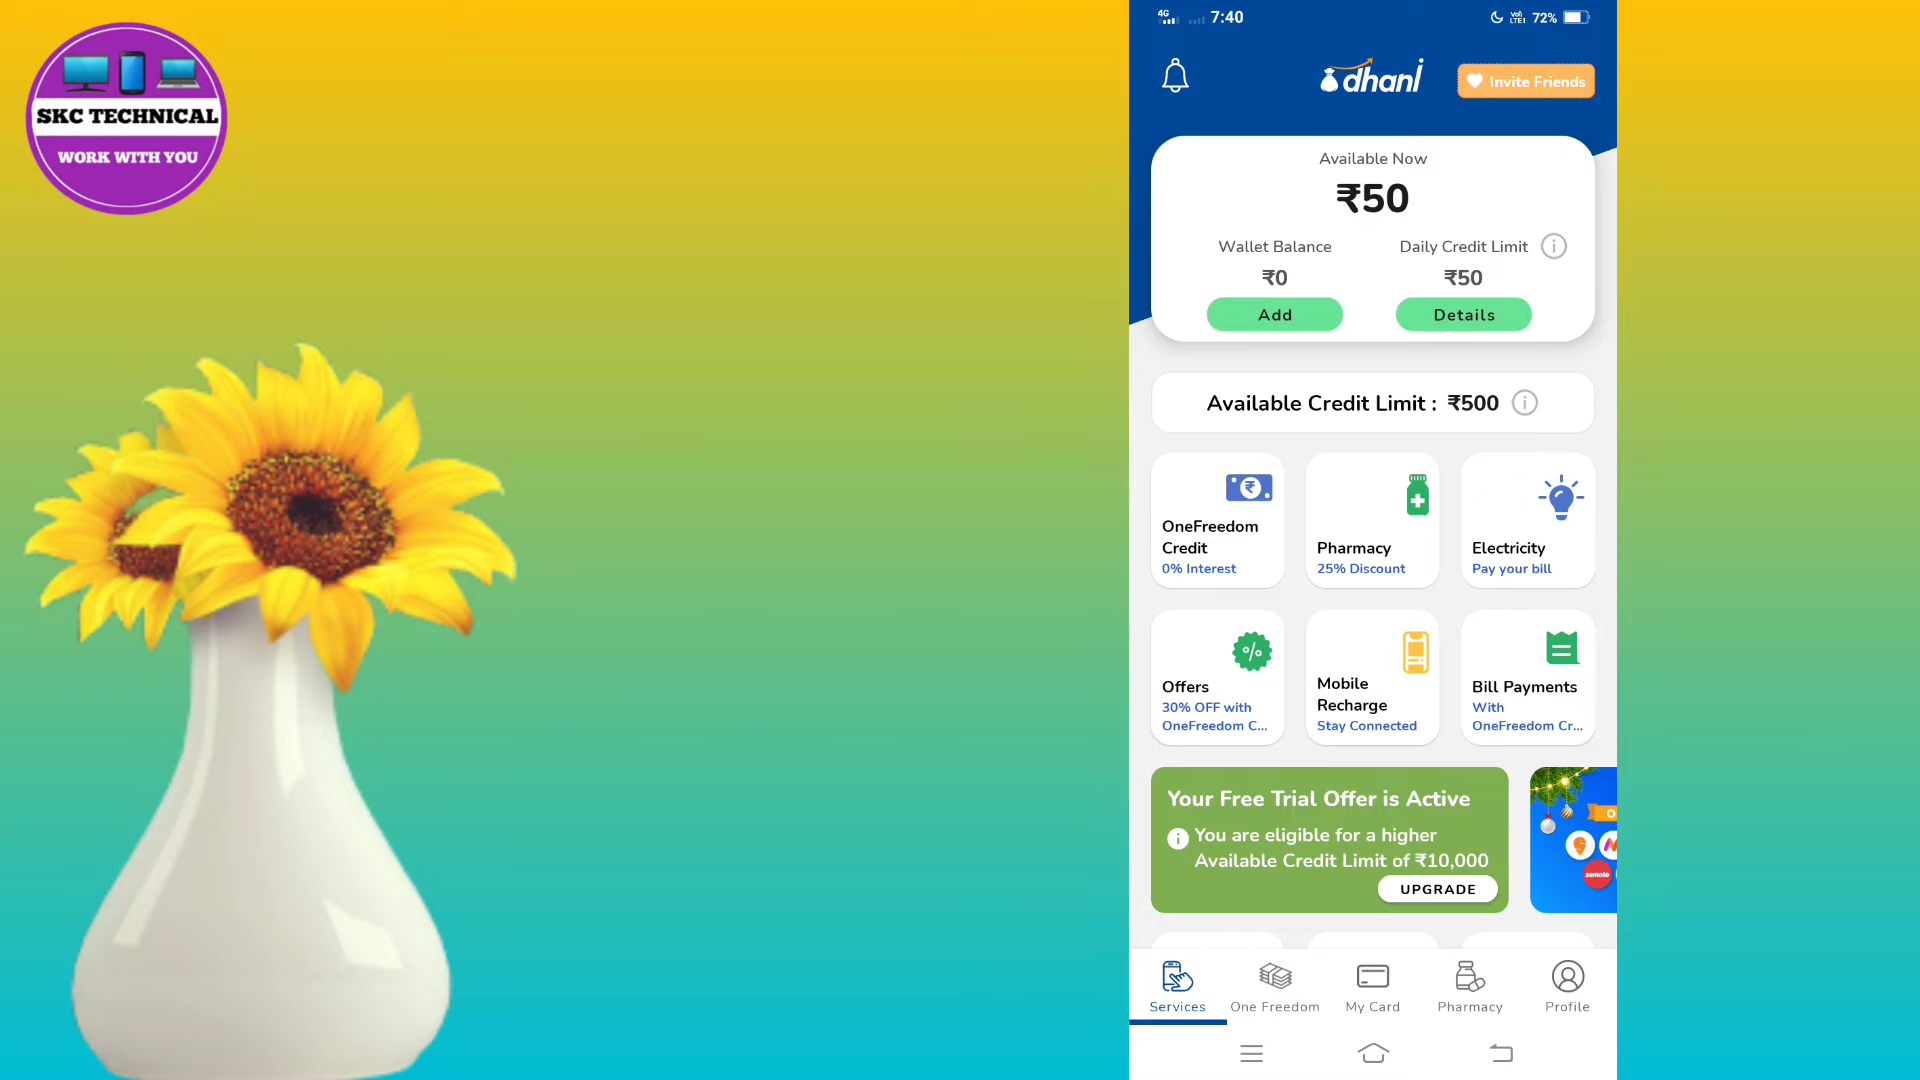 SKC TECHNICAL
WORK WITH YOU
4G
7:40
72%
dhani
Invite Friends
Available Now
₹50
Wallet Balance
Daily Credit Limit
₹0
₹50
Add
Details
Available Credit Limit : ₹500
OneFreedom
Credit
0% Interest
Pharmacy
25% Discount
Electricity
Pay your bill
Offers
30% OFF with
OneFreedom C...
Mobile
Recharge
Stay Connected
Bill Payments
With
OneFreedom Cr...
Your Free Trial Offer is Active
You are eligible for a higher
Available Credit Limit of ₹10,000
UPGRADE
zomato
Services
One Freedom
My Card
Pharmacy
Profile